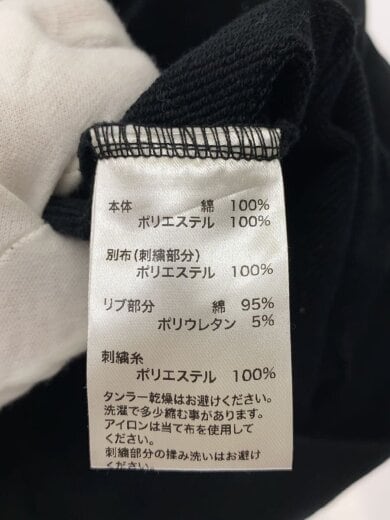 本体 綿 100%
ポリエステル 100%
別布(刺繍部分)
ポリエステル 100%
リブ部分 綿 95%
ポリウレタン 5%
刺繍糸
ポリエステル 100%
タンラー乾燥はお避けください。
洗濯で多少縮む事があります。
アイロンは当て布を使用して
ください。
刺繍部分の揉み洗いはお避け
ください。